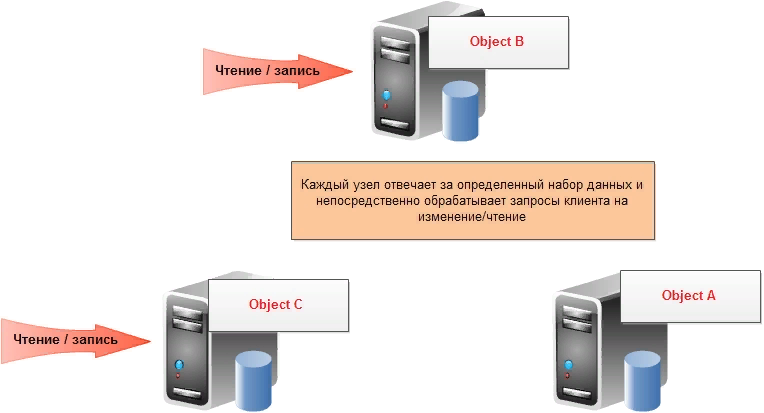 Object B
Чтение / запись
Каждый узел отвечает за определенный набор данных и
непосредственно обрабатывает запросы клиента на
изменение/чтение
Object C
Object A
Чтение / запись